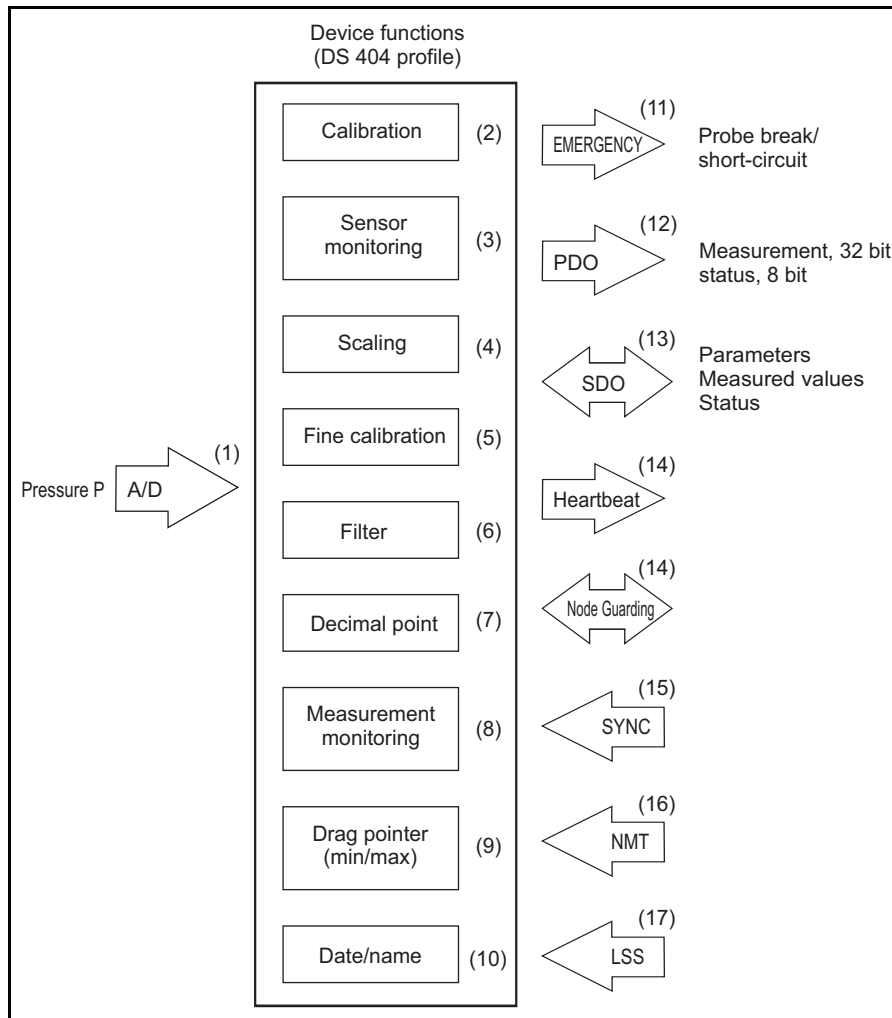 Device functions
(DS 404 profile)
Calibration
(2)
Sensor
monitoring
(3)
Scaling
(4)
Fine calibration
(5)
Filter
(6)
Decimal point
(7)
Measurement
monitoring
(8)
Drag pointer
(min/max)
(9)
Date/name
(10)
Pressure P
A/D
(1)
(11)
EMERGENCY
Probe break/
short-circuit
(12)
PDO
Measurement, 32 bit
status, 8 bit
(13)
SDO
Parameters
Measured values
Status
(14)
Heartbeat
(14)
Node Guarding
(15)
SYNC
(16)
NMT
(17)
LSS